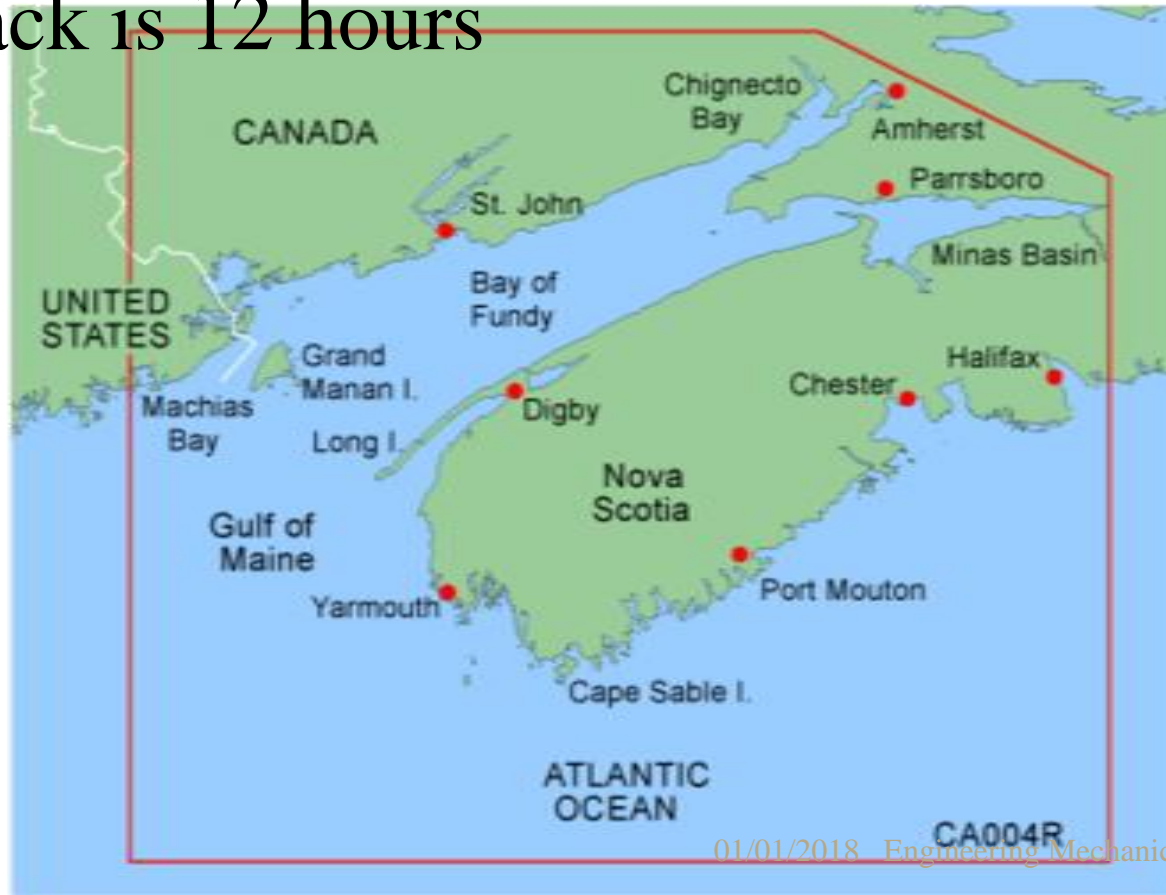 is 12 hours
Chignecto
Bay
CANADA
Amherst
Parrsboro
St. John
Minas Basin
Bay of
Fundy
UNITED
STATES
Grand
Manan I.
Halifax
Chester
Machias
Bay
Digby
Long I.
Nova
Scotia
Gulf of
Maine
Yarmouth
Port Mouton
Cape Sable I.
ATLANTIC
OCEAN
CA004R
01/01/2018 Engineering